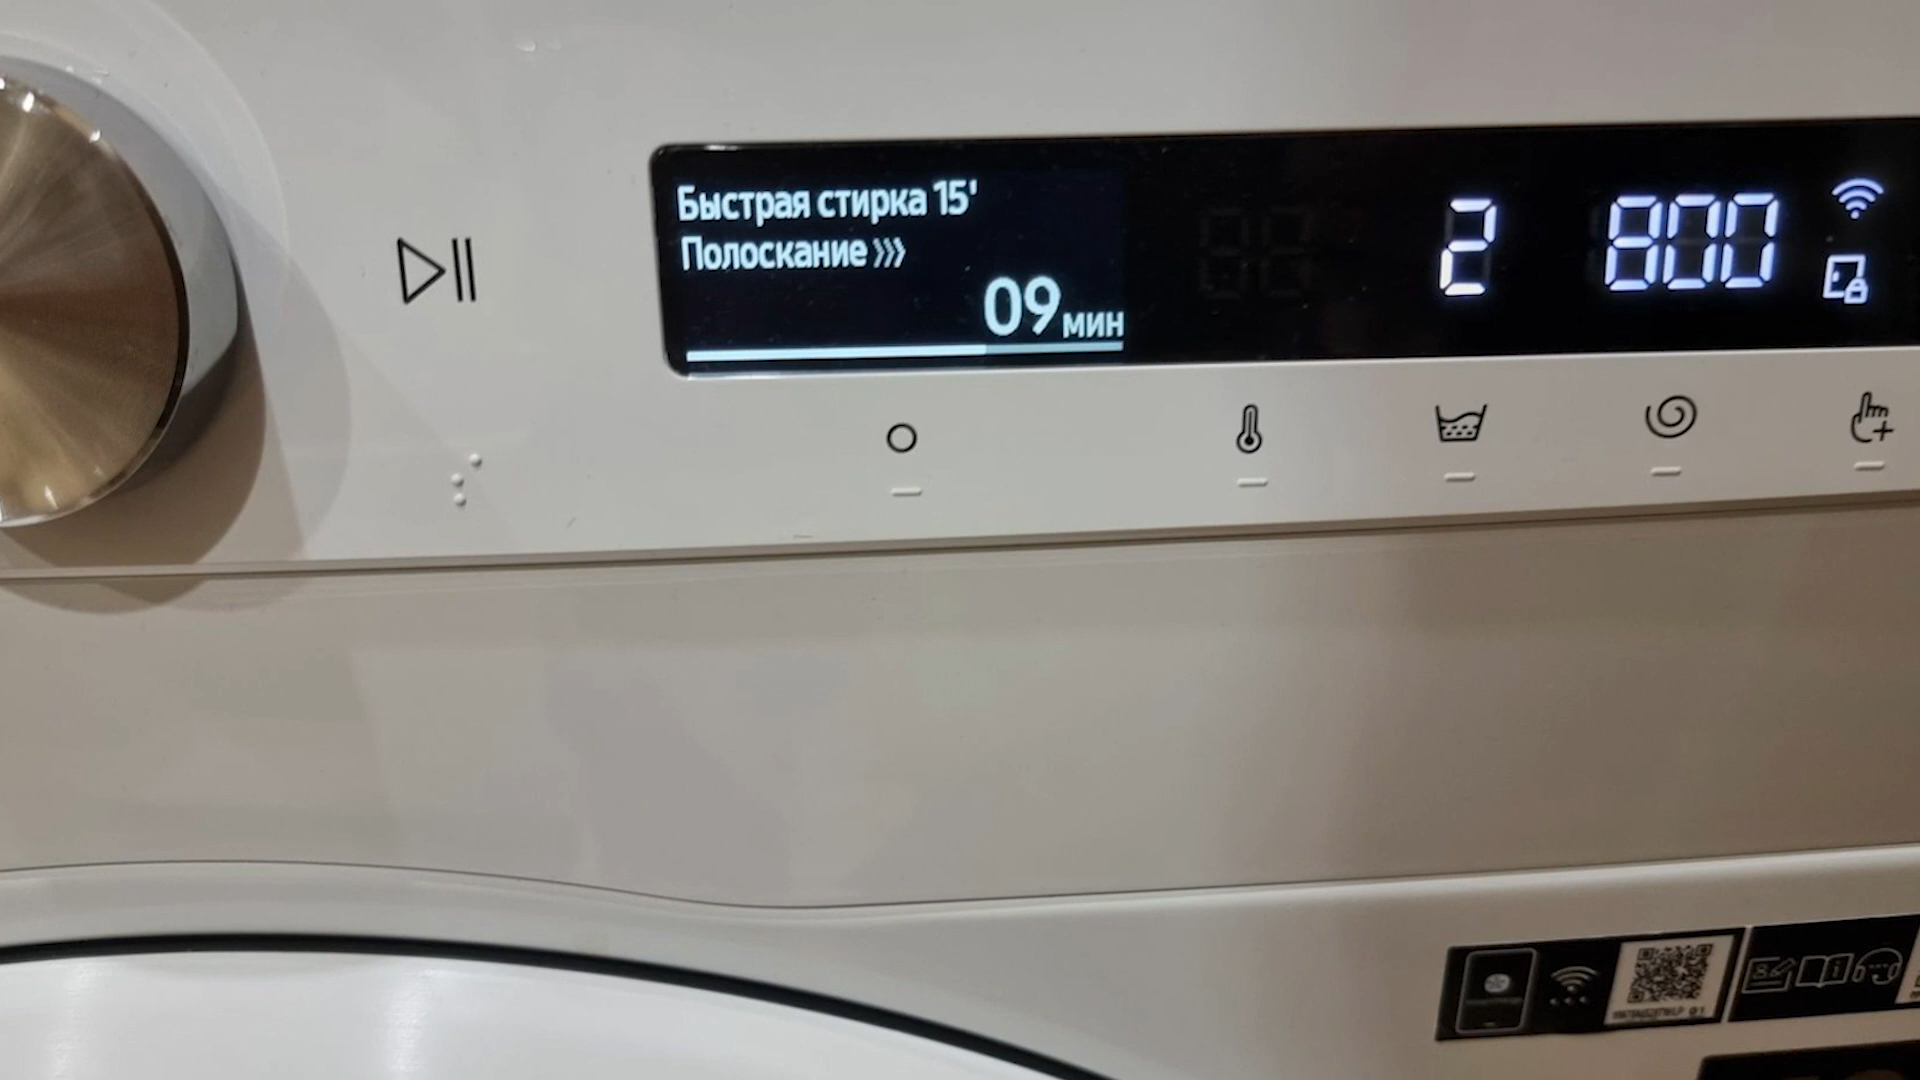 Быстрая стирка 15'
Полоскание »»
09 мин
2
800